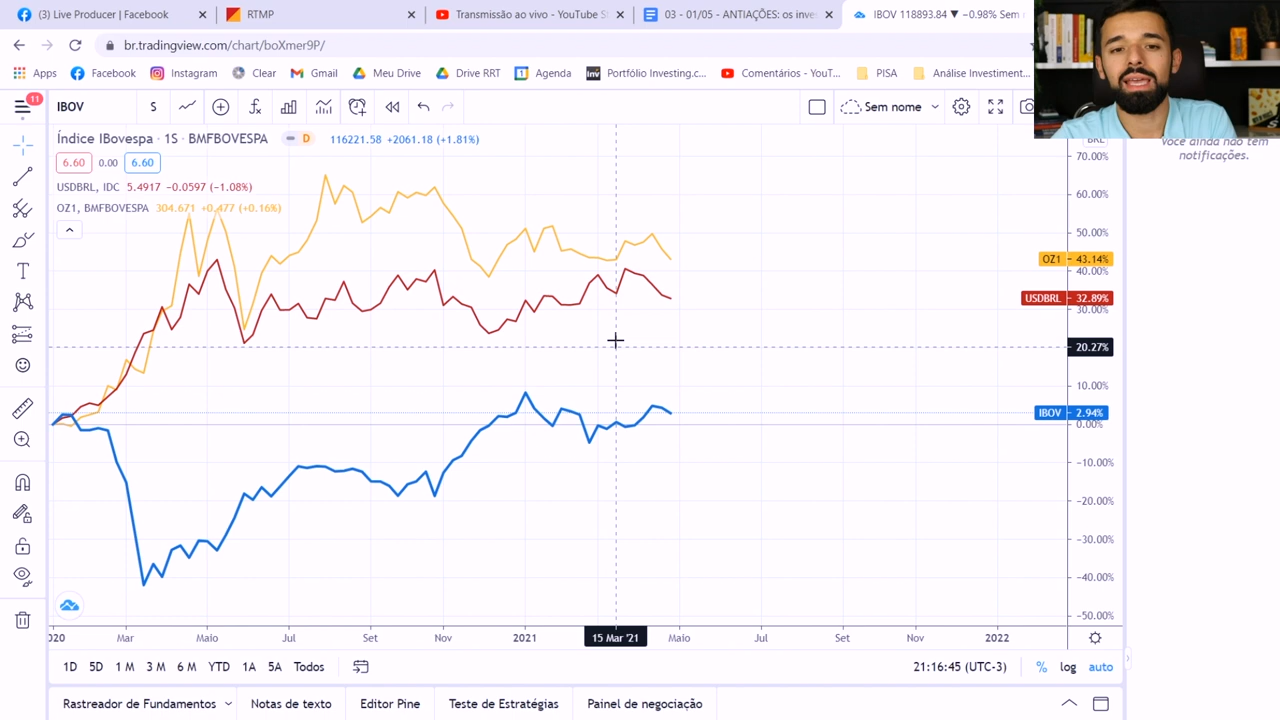 (3) Live Producer | Facebook
RTMP
Transmissão ao vivo - YouTube S
03 - 01/05 - ANTIAÇÕES: os inve
IBOV 118893.84 ▼ −0.98% Sem
br.tradingview.com/chart/boXmer9P/
Apps
Facebook
Instagram
Clear
Gmail
Meu Drive
Drive RRT
Agenda
Portfólio Investing.c...
Comentários - YouT...
PISA
Análise Investiment...
11
IBOV
S
Sem nome
Índice IBovespa · 1S · BMFBOVESPA
D
116221.58 +2061.18 (+1.81%)
BRL
Você ainda não tem
notificações.
6.60
0.00
6.60
USDBRL, IDC 5.4917 −0.0597 (−1.08%)
OZ1, BMFBOVESPA 304.671 +0.477 (+0.16%)
70.00%
60.00%
50.00%
OZ1 43.14%
40.00%
USDBRL 32.89%
30.00%
20.27%
10.00%
IBOV 2.94%
0.00%
−10.00%
−20.00%
−30.00%
−40.00%
−50.00%
2020
Mar
Maio
Jul
Set
Nov
2021
15 Mar '21
Maio
Jul
Set
Nov
2022
1D 5D 1 M 3 M 6 M YTD 1A 5A Todos
21:16:45 (UTC-3)
%
log
auto
Rastreador de Fundamentos
Notas de texto
Editor Pine
Teste de Estratégias
Painel de negociação